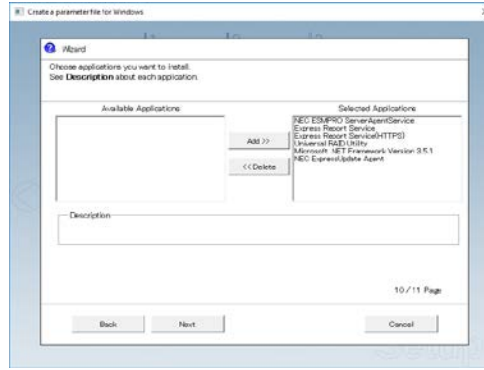 Create a parameter file for Windows
Wizard
Choose applications you want to install.
See Description about each application.
Available Applications
Selected Applications
NEC ESMPRO ServerAgentService
Express Report Service
Express Report Service(HTTPS)
Universal RAID Utility
Microsoft .NET Framework Version 3.5.1
NEC ExpressUpdate Agent
Add >>
<< Delete
Description
10/11 Page
Back
Next
Cancel
Setup